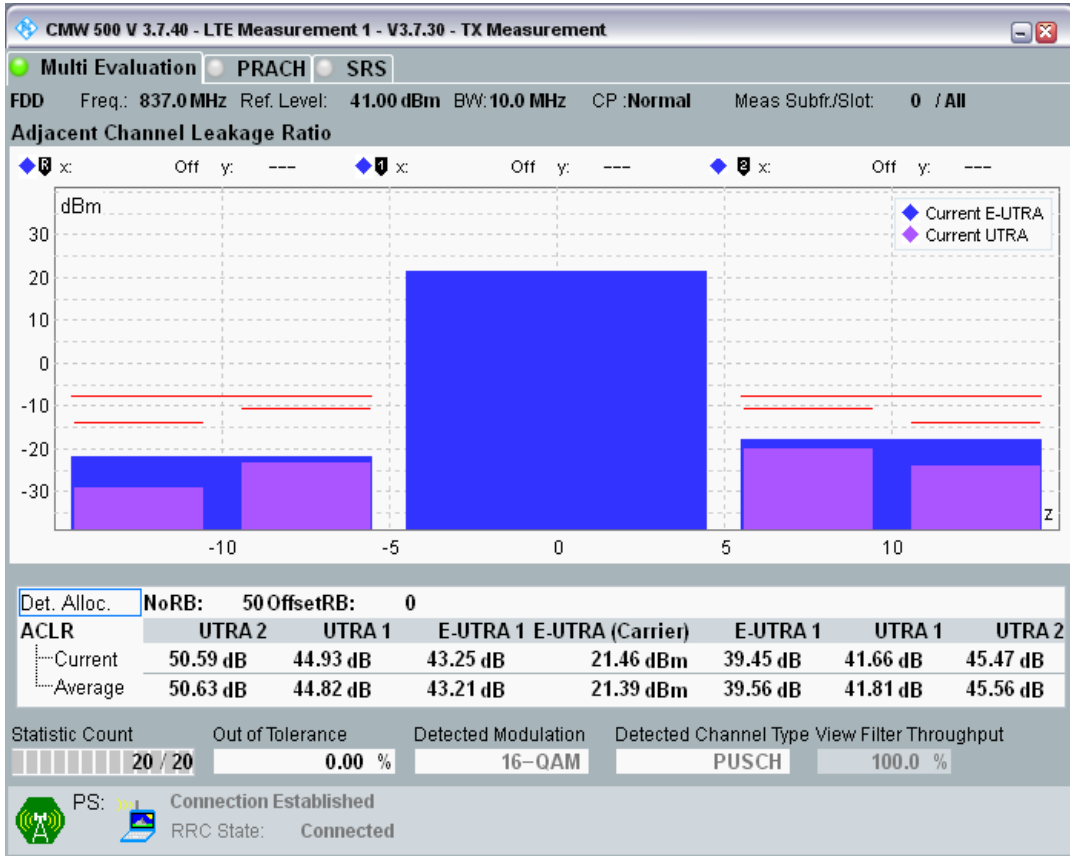 CMW 500 V 3.7.40 - LTE Measurement 1 - V3.7.30 - TX Measurement
Multi Evaluation PRACH SRS
FDD Freq.: 837.0 MHz Ref. Level: 41.00 dBm BW: 10.0 MHz CP :Normal Meas Subfr./Slot: 0 / All
Adjacent Channel Leakage Ratio
R x: Off y: --- 1 x: Off y: --- 2 x: Off y: ---
dBm
Current E-UTRA
Current UTRA
30
20
10
0
-10
-20
-30
z
-10 -5 0 5 10
Det. Alloc. NoRB: 50 OffsetRB: 0
ACLR UTRA 2 UTRA 1 E-UTRA 1 E-UTRA (Carrier) E-UTRA 1 UTRA 1 UTRA 2
Current 50.59 dB 44.93 dB 43.25 dB 21.46 dBm 39.45 dB 41.66 dB 45.47 dB
Average 50.63 dB 44.82 dB 43.21 dB 21.39 dBm 39.56 dB 41.81 dB 45.56 dB
Statistic Count Out of Tolerance Detected Modulation Detected Channel Type View Filter Throughput
20 / 20 0.00 % 16-QAM PUSCH 100.0 %
PS: Connection Established
RRC State: Connected